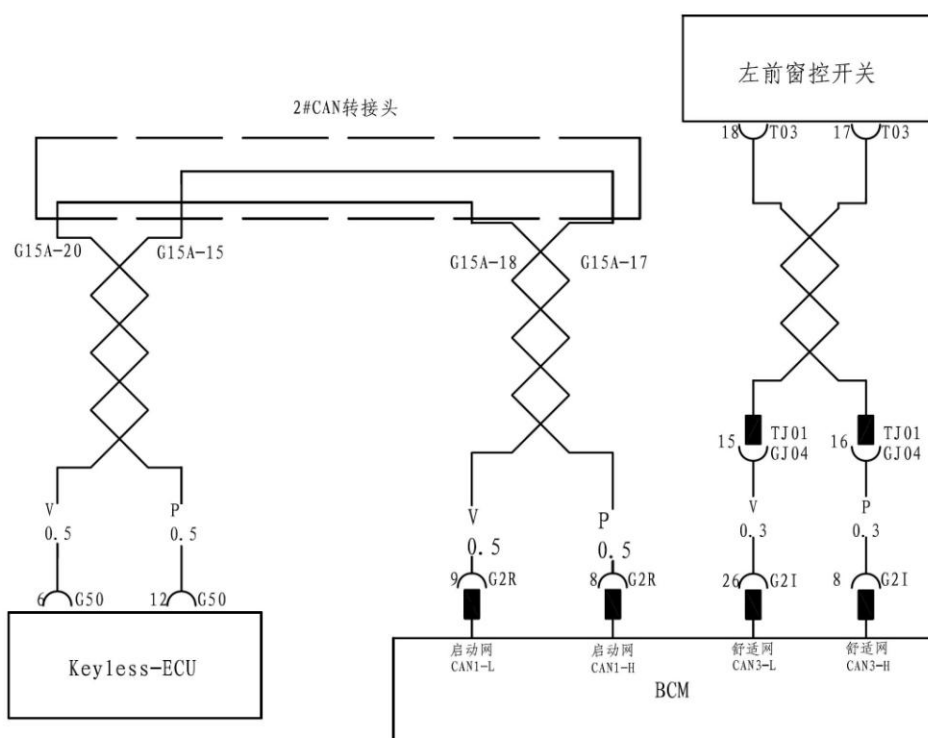 左前窗控开关
2#CAN转接头
18
T03
17
T03
G15A-20
G15A-15
G15A-18
G15A-17
15
TJ01
GJ04
16
TJ01
GJ04
V
0.5
P
0.5
V
0.5
P
0.5
V
0.3
P
0.3
6
G50
12
G50
9
G2R
8
G2R
26
G2I
8
G2I
Keyless-ECU
启动网
CAN1-L
启动网
CAN1-H
舒适网
CAN3-L
舒适网
CAN3-H
BCM